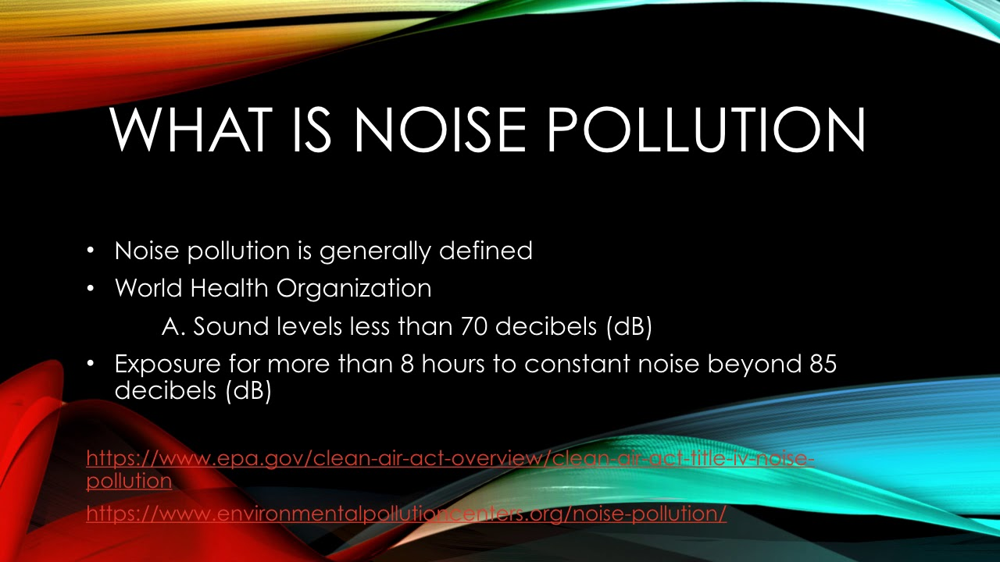 WHAT IS NOISE POLLUTION
• Noise pollution is generally defined
• World Health Organization
A. Sound levels less than 70 decibels (dB)
• Exposure for more than 8 hours to constant noise beyond 85
decibels (dB)
https://www.epa.gov/clean-air-act-overview/clean-air-act-title-iv-noise-
pollution
https://www.environmentalpollutioncenters.org/noise-pollution/